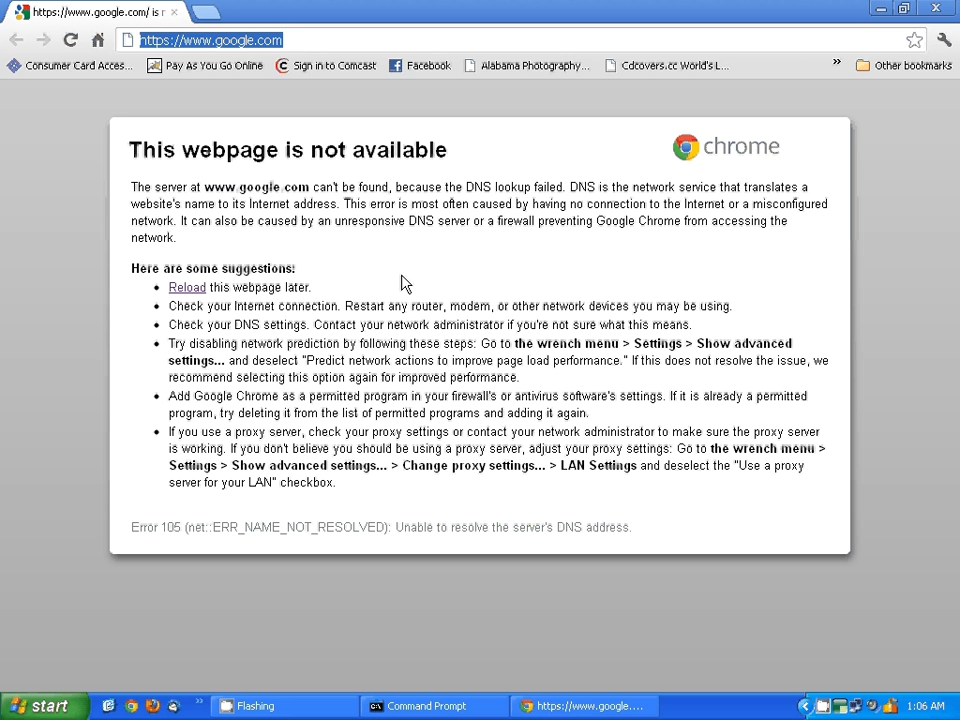 https://www.google.com/ is r
https://www.google.com
Consumer Card Acces... Pay As You Go Online Sign in to Comcast Facebook Alabama Photography... Cdcovers.cc World's L... » Other bookmarks
This webpage is not available
chrome
The server at www.google.com can't be found, because the DNS lookup failed. DNS is the network service that translates a
website's name to its Internet address. This error is most often caused by having no connection to the Internet or a misconfigured
network. It can also be caused by an unresponsive DNS server or a firewall preventing Google Chrome from accessing the
network.
Here are some suggestions:
• Reload this webpage later.
• Check your Internet connection. Restart any router, modem, or other network devices you may be using.
• Check your DNS settings. Contact your network administrator if you're not sure what this means.
• Try disabling network prediction by following these steps: Go to the wrench menu > Settings > Show advanced
settings... and deselect "Predict network actions to improve page load performance." If this does not resolve the issue, we
recommend selecting this option again for improved performance.
• Add Google Chrome as a permitted program in your firewall's or antivirus software's settings. If it is already a permitted
program, try deleting it from the list of permitted programs and adding it again.
• If you use a proxy server, check your proxy settings or contact your network administrator to make sure the proxy server
is working. If you don't believe you should be using a proxy server, adjust your proxy settings: Go to the wrench menu >
Settings > Show advanced settings... > Change proxy settings... > LAN Settings and deselect the "Use a proxy
server for your LAN" checkbox.
Error 105 (net::ERR_NAME_NOT_RESOLVED): Unable to resolve the server's DNS address.
start » Flashing Command Prompt https://www.google.... 1:06 AM